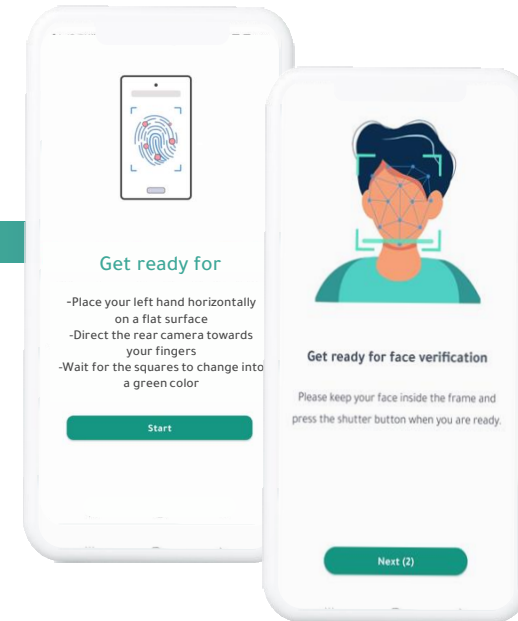 Get ready for
-Place your left hand horizontally
on a flat surface
-Direct the rear camera towards
your fingers
-Wait for the squares to change into
a green color
Start
Get ready for face verification
Please keep your face inside the frame and
press the shutter button when you are ready.
Next (2)